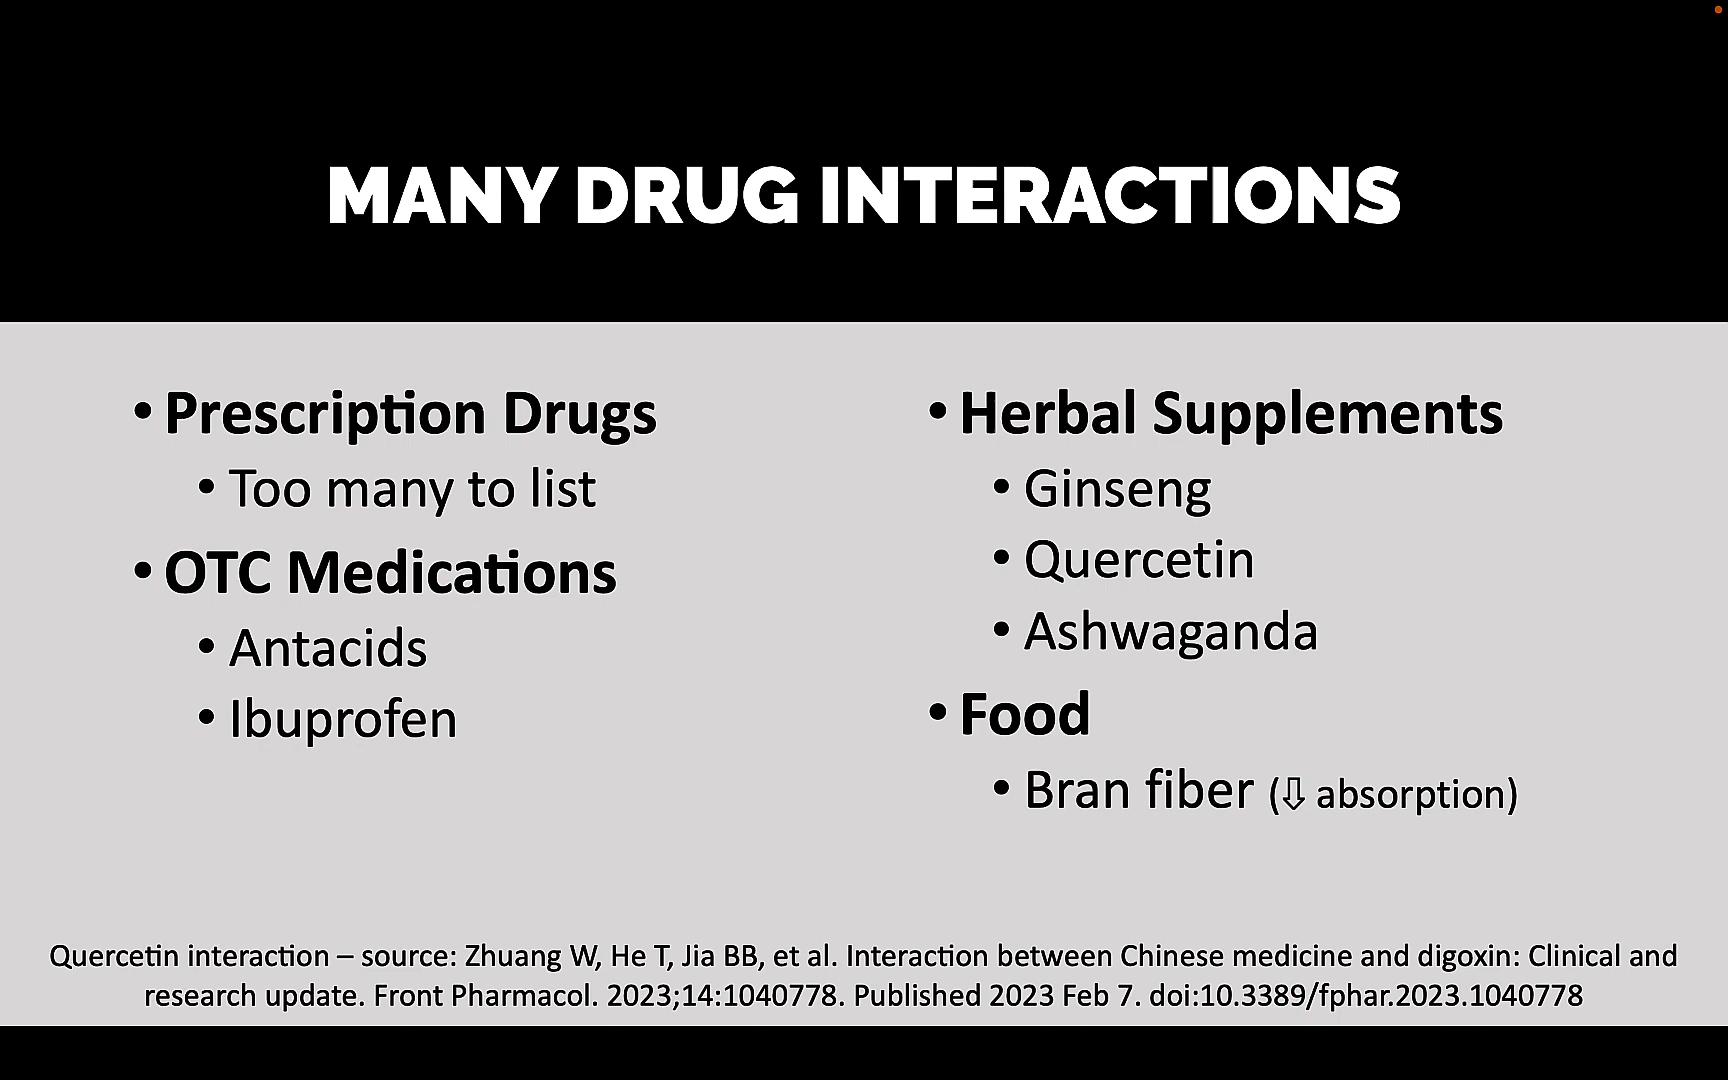 MANY DRUG INTERACTIONS
• Prescription Drugs
• Too many to list
• OTC Medications
• Antacids
• Ibuprofen
• Herbal Supplements
• Ginseng
• Quercetin
• Ashwaganda
• Food
• Bran fiber (⇩ absorption)
Quercetin interaction – source: Zhuang W, He T, Jia BB, et al. Interaction between Chinese medicine and digoxin: Clinical and
research update. Front Pharmacol. 2023;14:1040778. Published 2023 Feb 7. doi:10.3389/fphar.2023.1040778